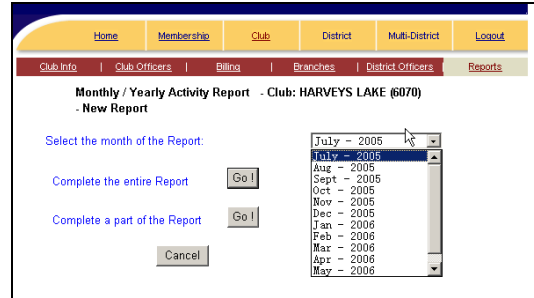 Home Membership Club District Multi-District Logout
Club Info | Club Officers | Billing | Branches | District Officers | Reports
Monthly / Yearly Activity Report - Club: HARVEYS LAKE (6070)
- New Report
Select the month of the Report: July - 2005
July - 2005
Aug - 2005
Complete the entire Report Go ! Sept - 2005
Oct - 2005
Nov - 2005
Complete a part of the Report Go ! Dec - 2005
Jan - 2006
Feb - 2006
Cancel Mar - 2006
Apr - 2006
May - 2006